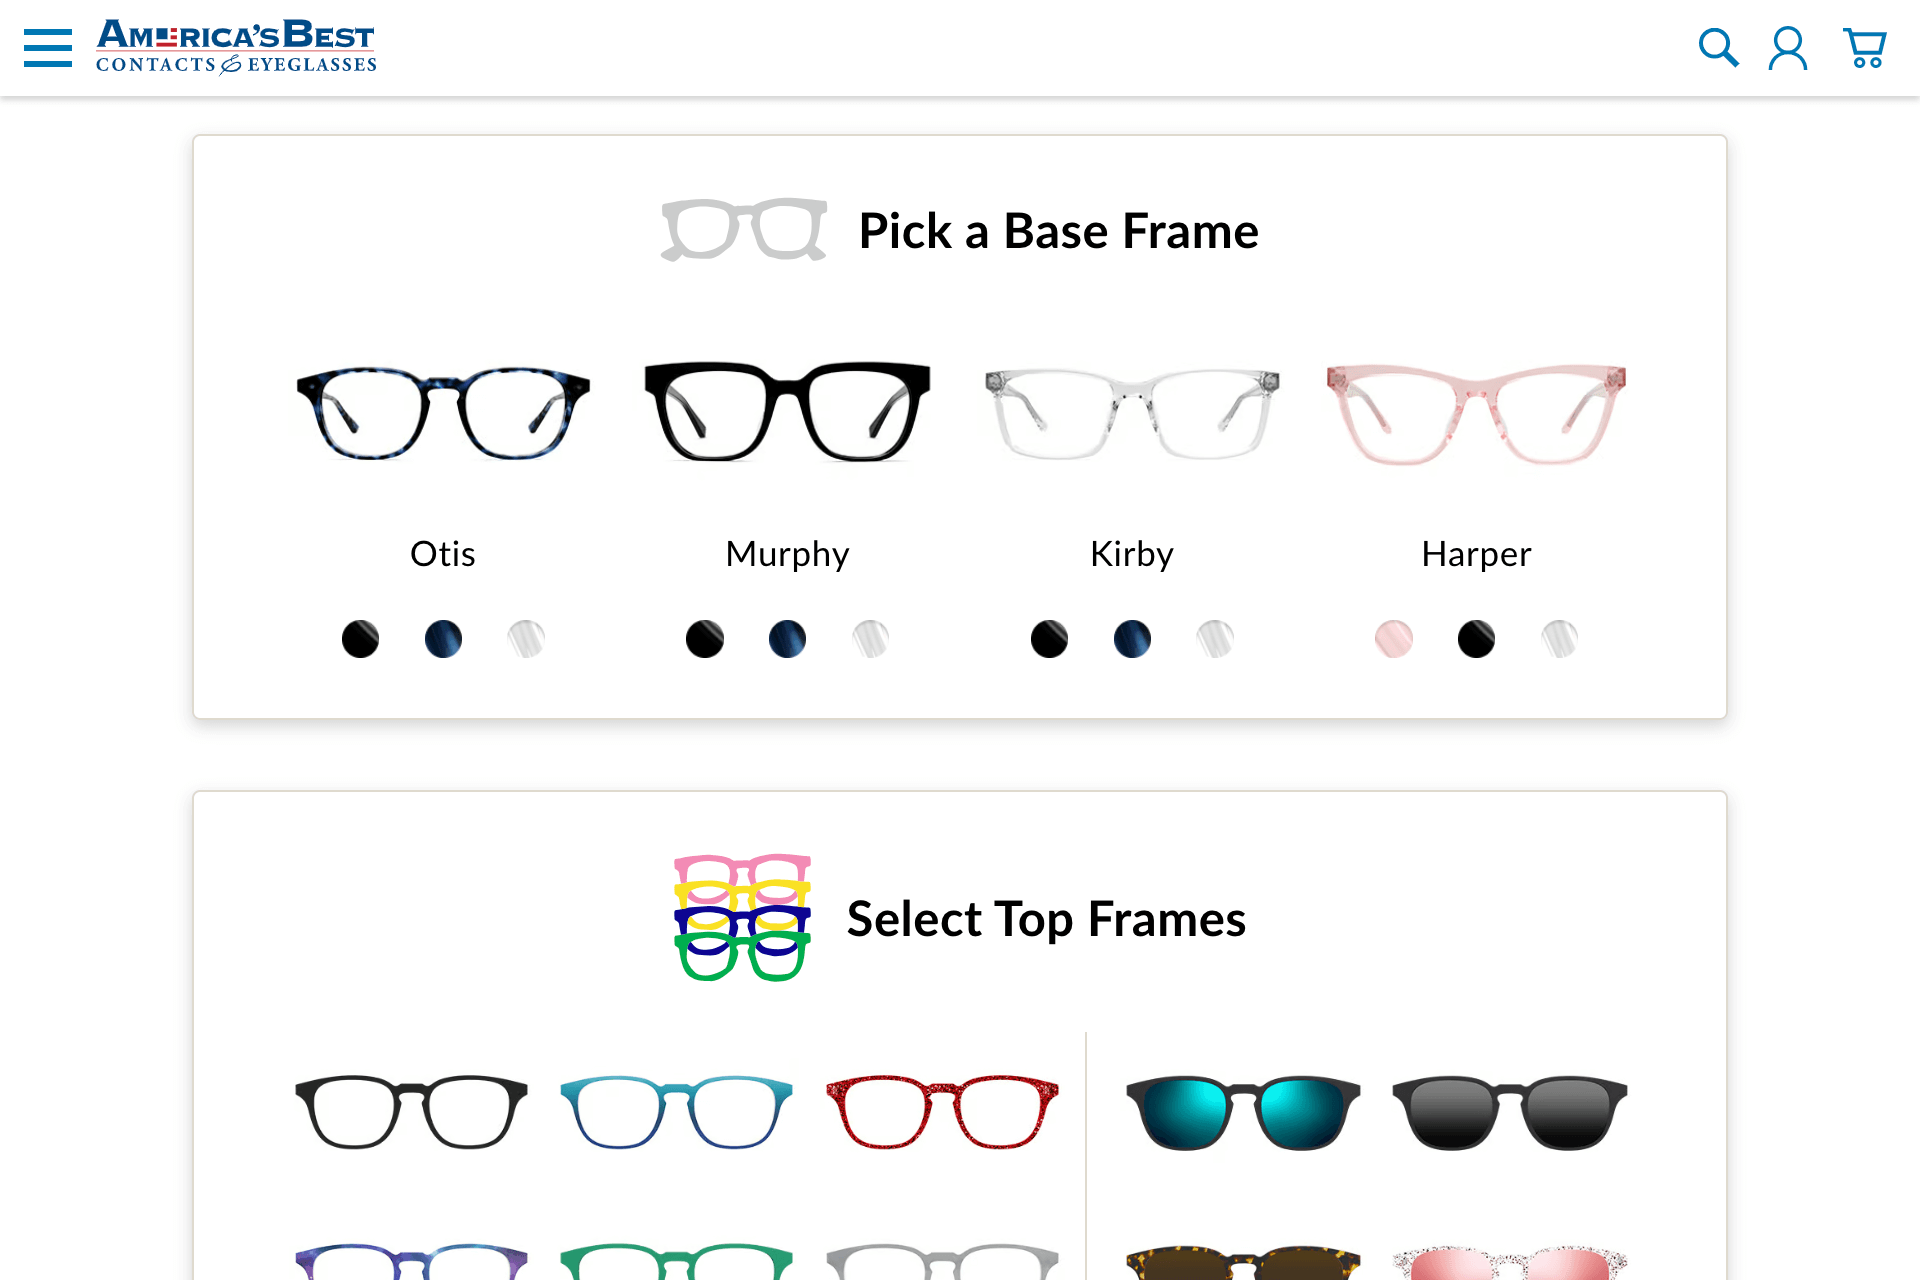 AMERICA'S BEST
CONTACTS & EYEGLASSES
Pick a Base Frame
Otis
Murphy
Kirby
Harper
Select Top Frames